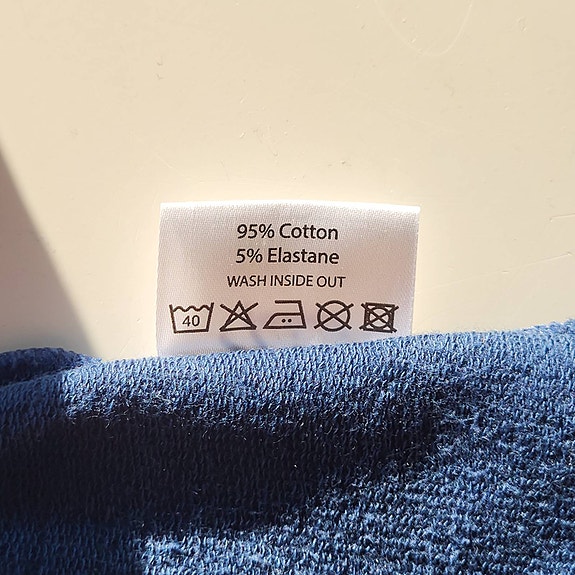 95% Cotton
5% Elastane
WASH INSIDE OUT
40